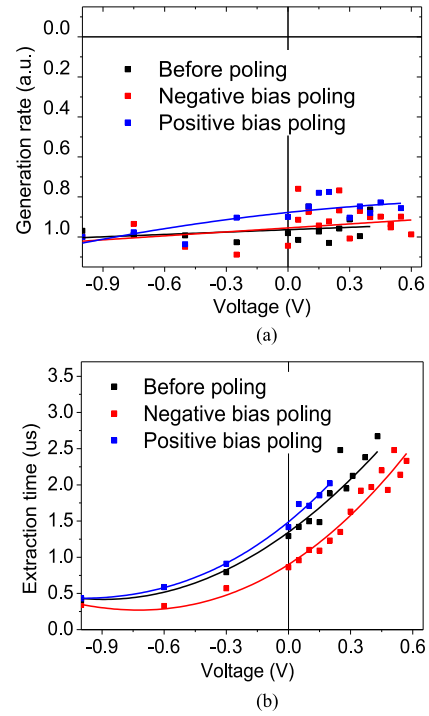 0.0
0.2
0.4
0.6
0.8
1.0
Generation rate (a.u.)
Before poling
Negative bias poling
Positive bias poling
-0.9 -0.6 -0.3 0.0 0.3 0.6
Voltage (V)
(a)
3.5
3.0
2.5
2.0
1.5
1.0
0.5
0.0
Extraction time (us)
Before poling
Negative bias poling
Positive bias poling
-0.9 -0.6 -0.3 0.0 0.3 0.6
Voltage (V)
(b)